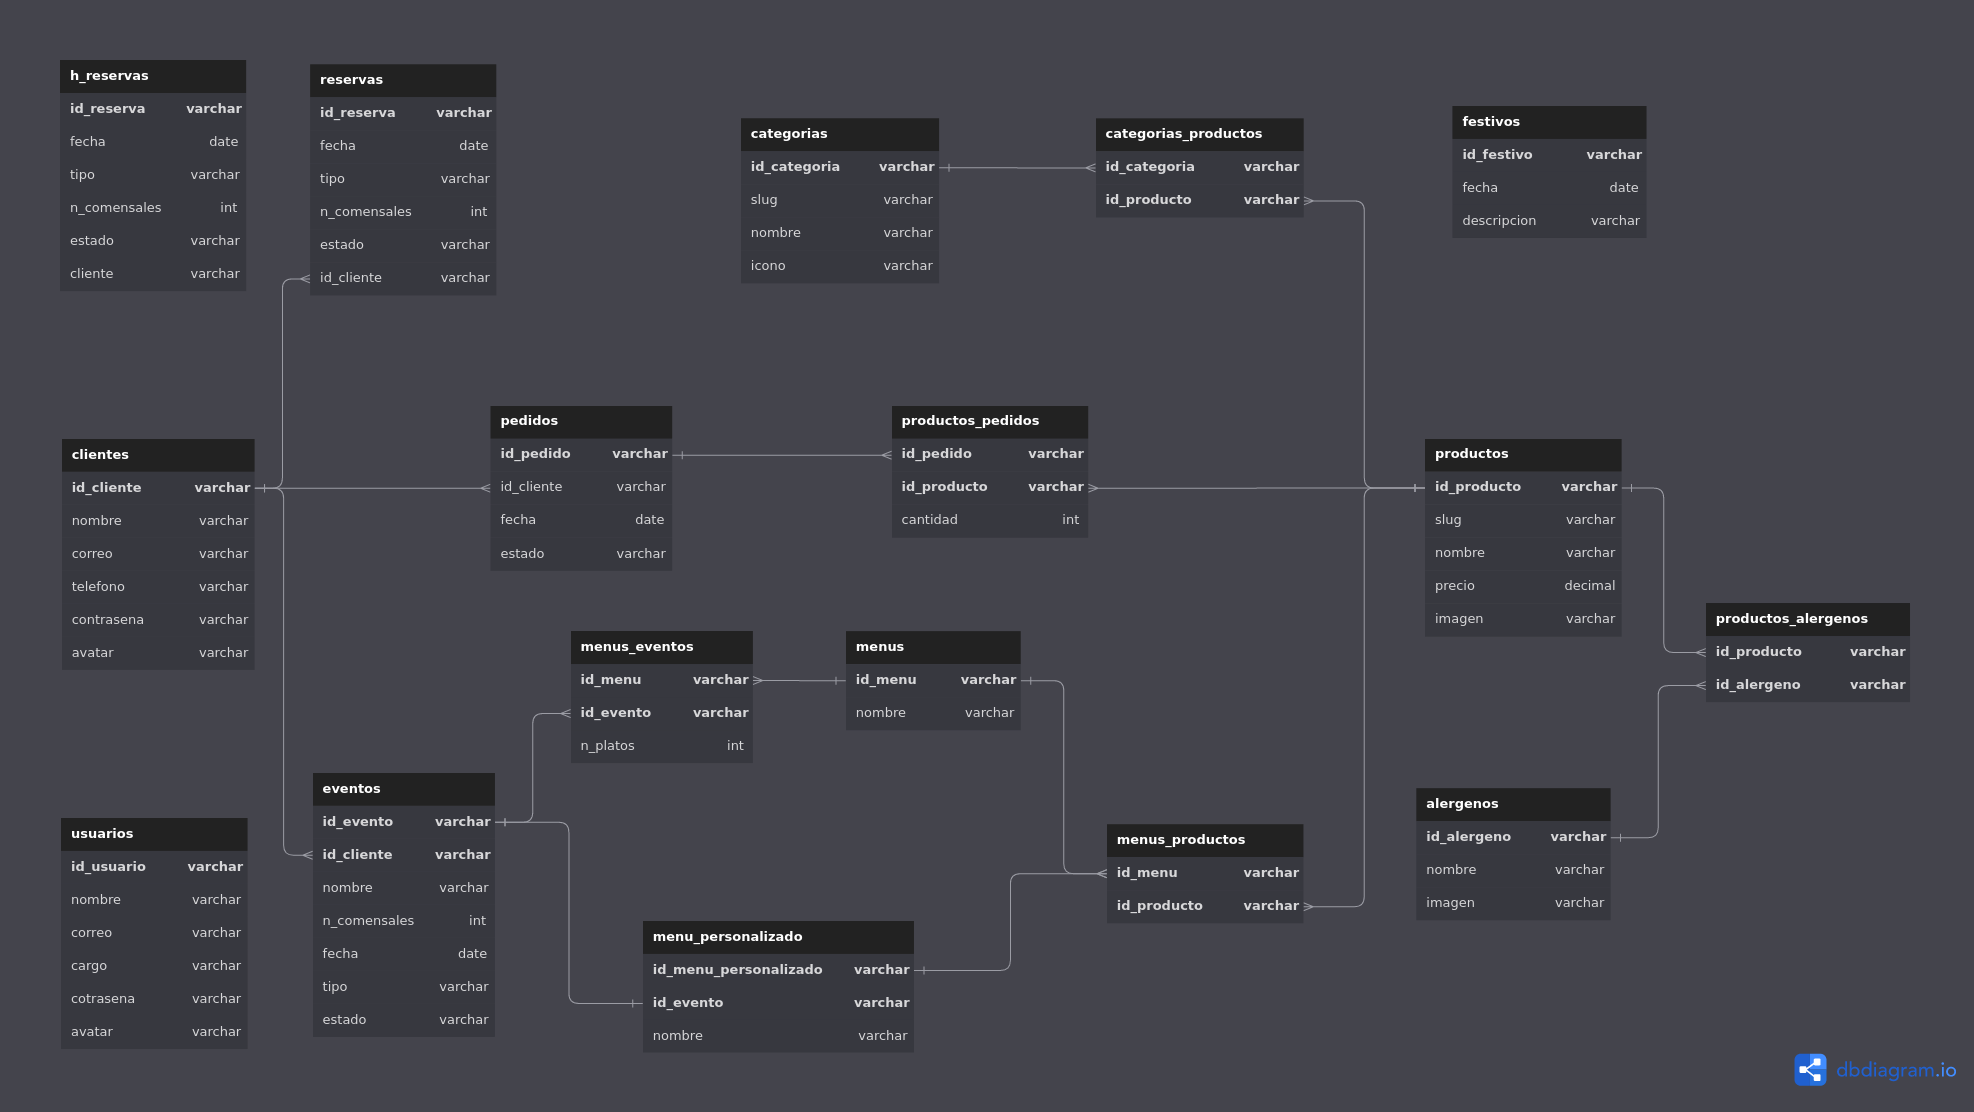 h_reservas
id_reserva varchar
fecha date
tipo varchar
n_comensales int
estado varchar
cliente varchar
reservas
id_reserva varchar
fecha date
tipo varchar
n_comensales int
estado varchar
id_cliente varchar
categorias
id_categoria varchar
slug varchar
nombre varchar
icono varchar
categorias_productos
id_categoria varchar
id_producto varchar
festivos
id_festivo varchar
fecha date
descripcion varchar
clientes
id_cliente varchar
nombre varchar
correo varchar
telefono varchar
contrasena varchar
avatar varchar
pedidos
id_pedido varchar
id_cliente varchar
fecha date
estado varchar
productos_pedidos
id_pedido varchar
id_producto varchar
cantidad int
productos
id_producto varchar
slug varchar
nombre varchar
precio decimal
imagen varchar
productos_alergenos
id_producto varchar
id_alergeno varchar
menus_eventos
id_menu varchar
id_evento varchar
n_platos int
menus
id_menu varchar
nombre varchar
usuarios
id_usuario varchar
nombre varchar
correo varchar
cargo varchar
cotrasena varchar
avatar varchar
eventos
id_evento varchar
id_cliente varchar
nombre varchar
n_comensales int
fecha date
tipo varchar
estado varchar
menu_personalizado
id_menu_personalizado varchar
id_evento varchar
nombre varchar
menus_productos
id_menu varchar
id_producto varchar
alergenos
id_alergeno varchar
nombre varchar
imagen varchar
dbdiagram.io